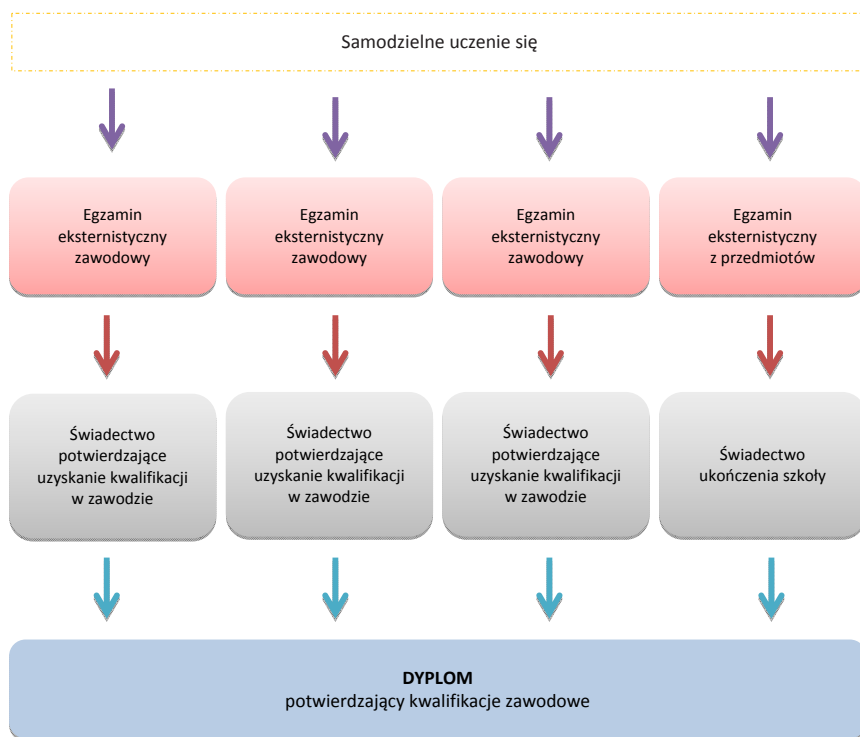 Samodzielne uczenie się
Egzamin
eksternistyczny
zawodowy
Egzamin
eksternistyczny
zawodowy
Egzamin
eksternistyczny
zawodowy
Egzamin
eksternistyczny
z przedmiotów
Świadectwo
potwierdzające
uzyskanie kwalifikacji
w zawodzie
Świadectwo
potwierdzające
uzyskanie kwalifikacji
w zawodzie
Świadectwo
potwierdzające
uzyskanie kwalifikacji
w zawodzie
Świadectwo
ukończenia szkoły
DYPLOM
potwierdzający kwalifikacje zawodowe